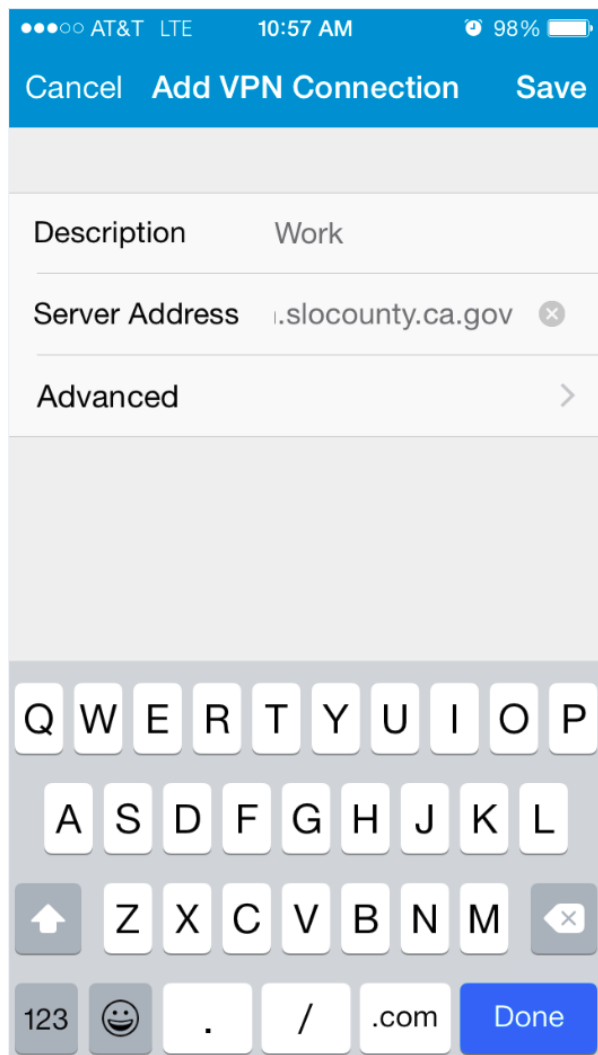 AT&T LTE 10:57 AM 98%
Cancel Add VPN Connection Save
Description Work
Server Address .slocounty.ca.gov
Advanced
Q W E R T Y U I O P
A S D F G H J K L
Z X C V B N M
123 . / .com Done